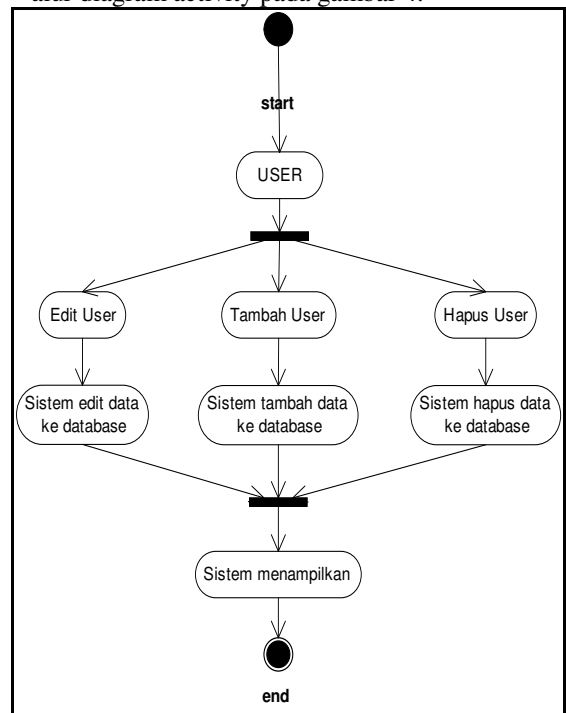 alur diagram activity pada gambar 4.
start
USER
Edit User
Tambah User
Hapus User
Sistem edit data
ke database
Sistem tambah data
ke database
Sistem hapus data
ke database
Sistem menampilkan
end